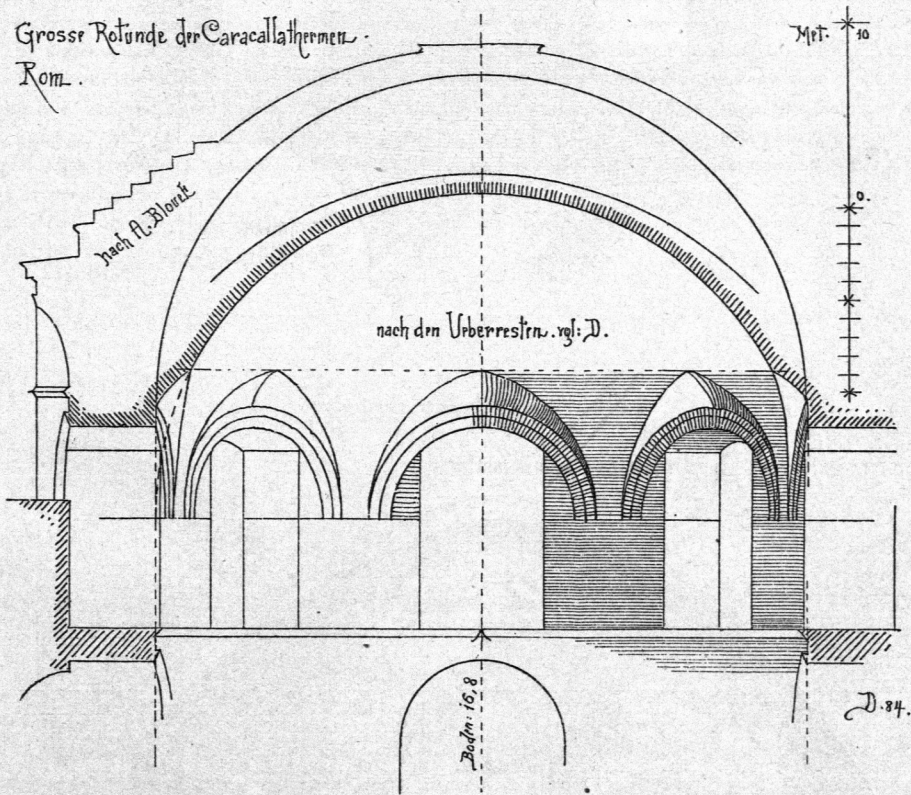 Grosse Rotunde der Caracallathermen.
Rom.
Met. 10
0.
nach A. Blouet
nach den Ueberresten. vgl: D.
Boden: 16,8
D. 84.